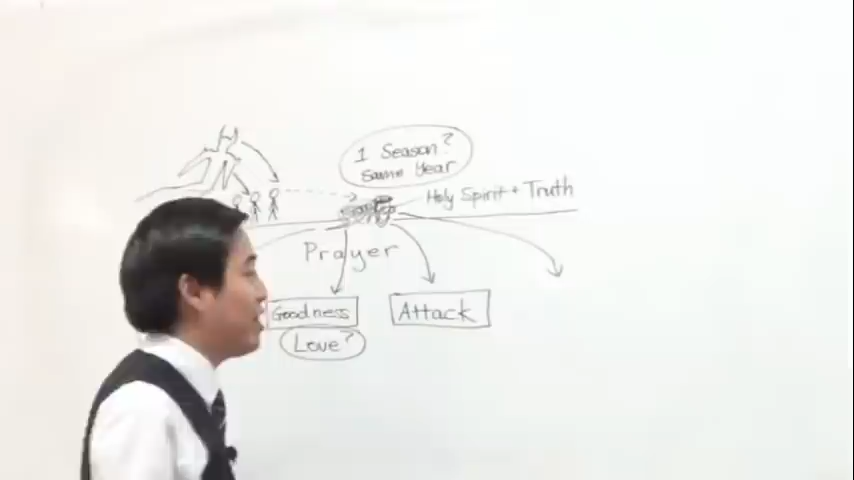 1 Season?
Same Year
Holy Spirit + Truth
Prayer
Goodness
Attack
Love?